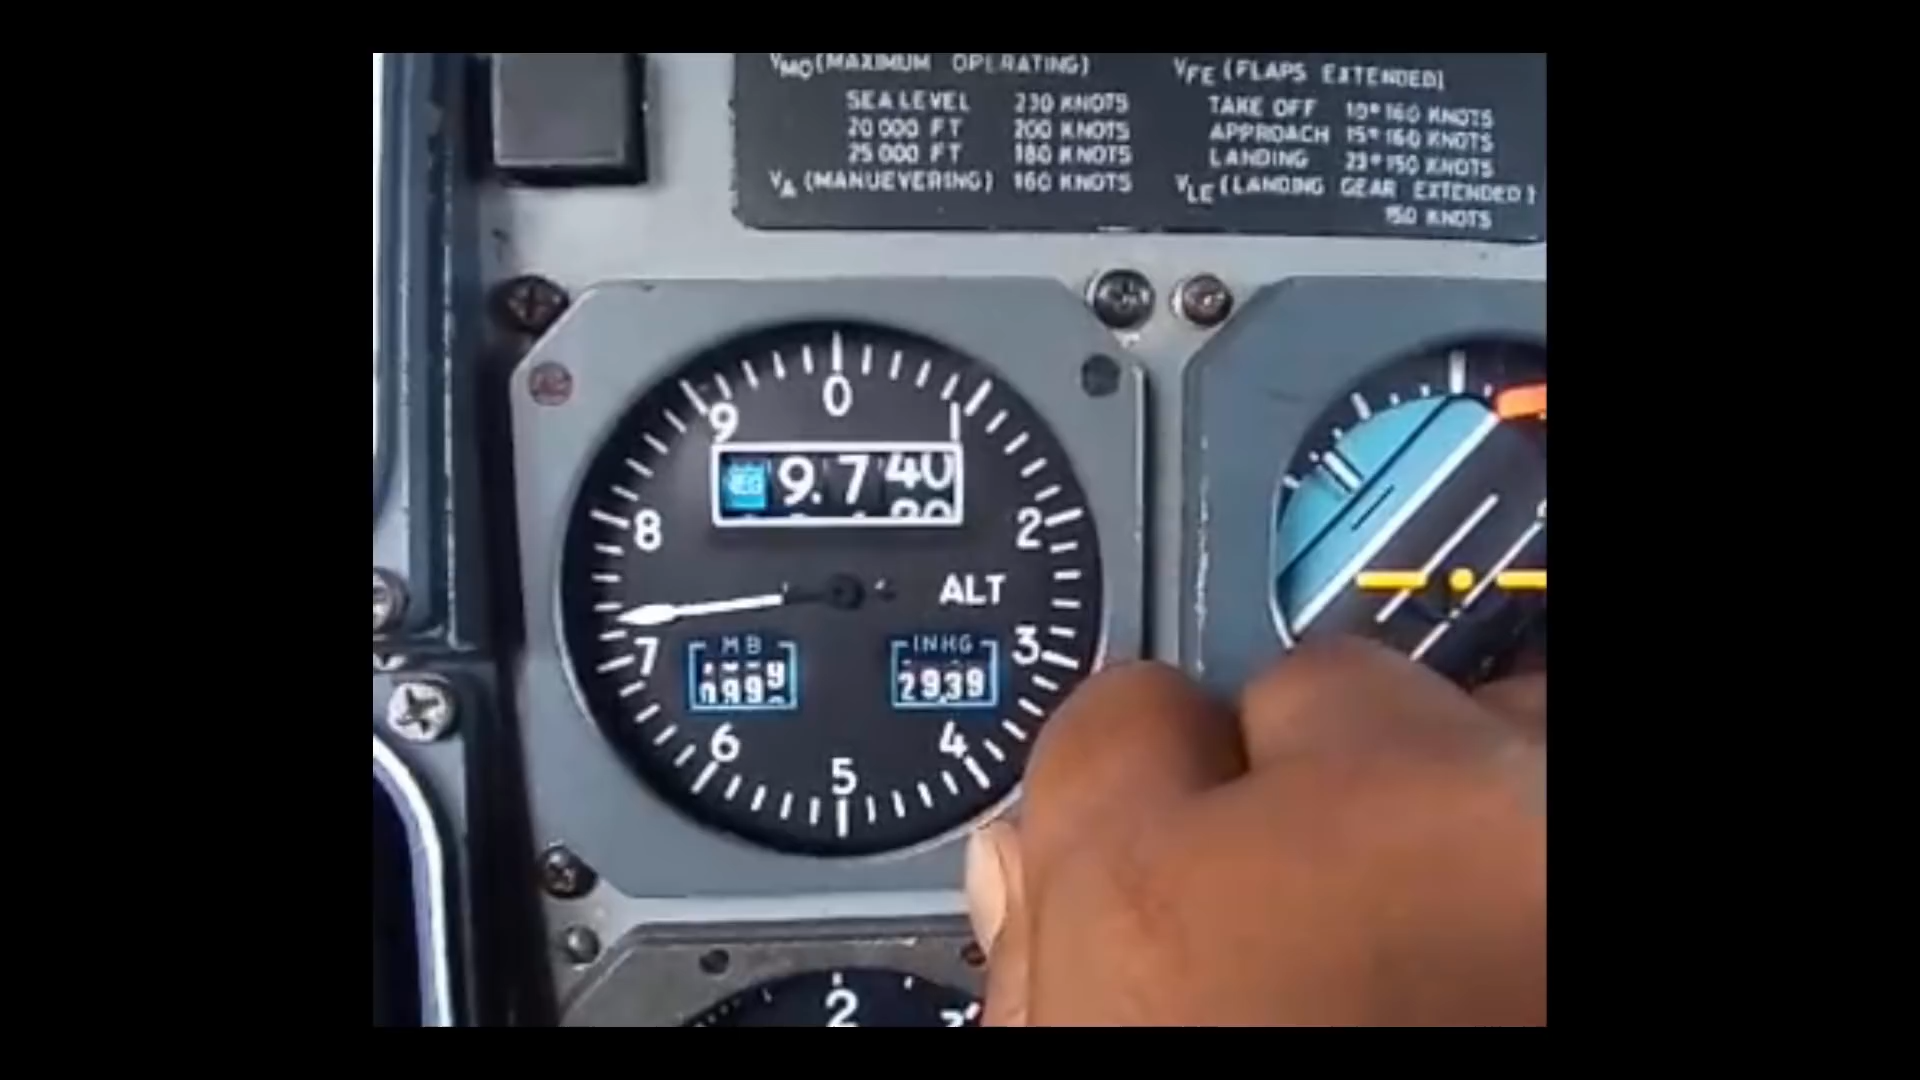 VMO (MAXIMUM OPERATING)
SEA LEVEL 230 KNOTS
20 000 FT 200 KNOTS
25 000 FT 180 KNOTS
VA (MANUEVERING) 160 KNOTS
VFE (FLAPS EXTENDED)
TAKE OFF 10° 160 KNOTS
APPROACH 15° 160 KNOTS
LANDING 23° 150 KNOTS
VLE (LANDING GEAR EXTENDED)
150 KNOTS
0
9 1
NEG 9. 7 40
8 2
ALT
7 3
MB INHG
29.39
6 4
5
2